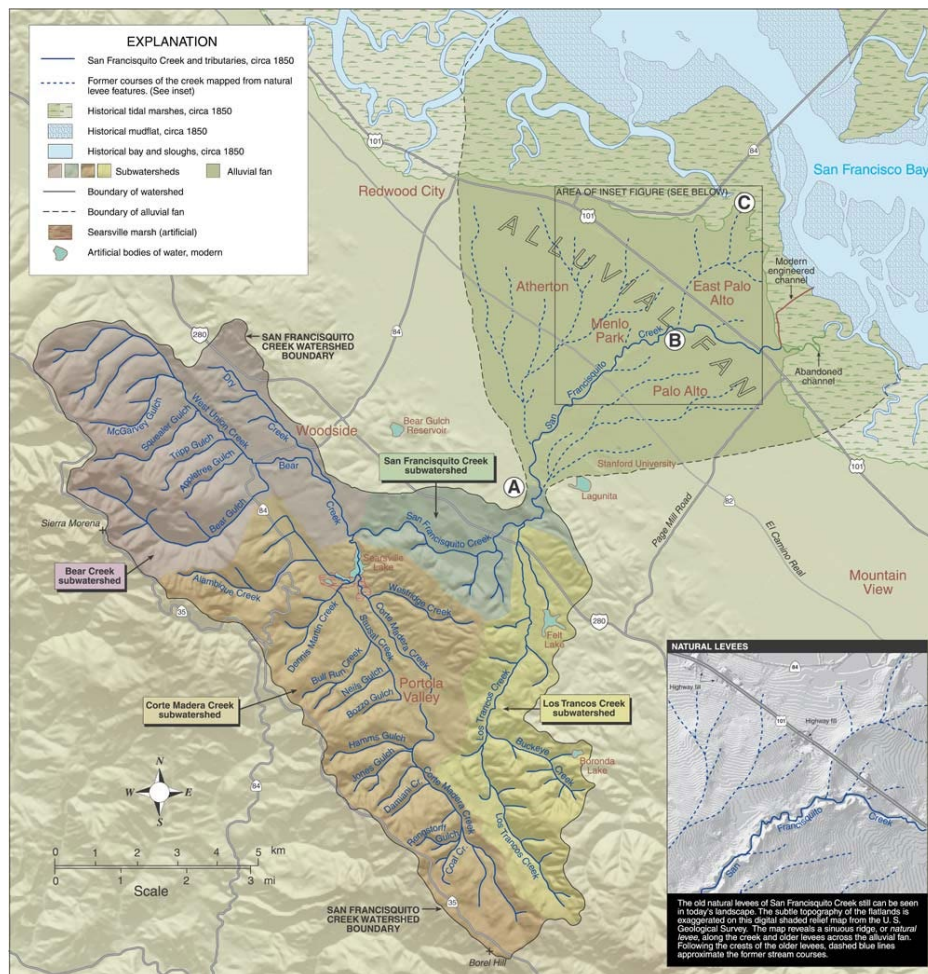 EXPLANATION
San Francisquito Creek and tributaries, circa 1850
Former courses of the creek mapped from natural
levee features. (See inset)
Historical tidal marshes, circa 1850
Historical mudflat, circa 1850
Historical bay and sloughs, circa 1850
Subwatersheds
Alluvial fan
Boundary of watershed
Boundary of alluvial fan
Searsville marsh (artificial)
Artificial bodies of water, modern
101
84
Redwood City
San Francisco Bay
AREA OF INSET FIGURE (SEE BELOW)
C
101
ALLUVIAL FAN
Atherton
East Palo
Alto
Modern
engineered
channel
Menlo
Park
B
San Francisquito Creek
Abandoned
channel
Palo Alto
280
84
SAN FRANCISQUITO
CREEK WATERSHED
BOUNDARY
Dry Creek
West Union Creek
McGarvey Gulch
Squealer Gulch
Tripp Gulch
Appletree Gulch
Bear Gulch
Bear Creek
Woodside
Bear Gulch
Reservoir
San Francisquito Creek
subwatershed
A
Stanford University
Lagunita
101
82
Page Mill Road
El Camino Real
Sierra Morena
84
San Francisquito Creek
Searsville
Lake
Bear Creek
subwatershed
Alambique Creek
35
Westridge Creek
Mountain
View
280
Felt
Lake
Dennis Martin Creek
Sausal Creek
Corte Madera Creek
Bull Run Creek
Neils Gulch
Bozzo Gulch
Portola
Valley
Corte Madera Creek
subwatershed
Los Trancos Creek
Los Trancos Creek
subwatershed
Hamms Gulch
Jones Gulch
Damiani Cr.
Corte Madera Creek
Buckeye Creek
Boronda
Lake
Rengstorff
Gulch
Coal Cr.
Los Trancos Creek
84
N
W
E
S
0 1 2 3 4 5 km
0 1 2 3 mi
Scale
35
SAN FRANCISQUITO
CREEK WATERSHED
BOUNDARY
Borel Hill
NATURAL LEVEES
84
Highway fill
101
Highway fill
San Francisquito Creek
The old natural levees of San Francisquito Creek still can be seen
in today's landscape. The subtle topography of the flatlands is
exaggerated on this digital shaded relief map from the U. S.
Geological Survey. The map reveals a sinuous ridge, or natural
levee, along the creek and older levees across the alluvial fan.
Following the crests of the older levees, dashed blue lines
approximate the former stream courses.